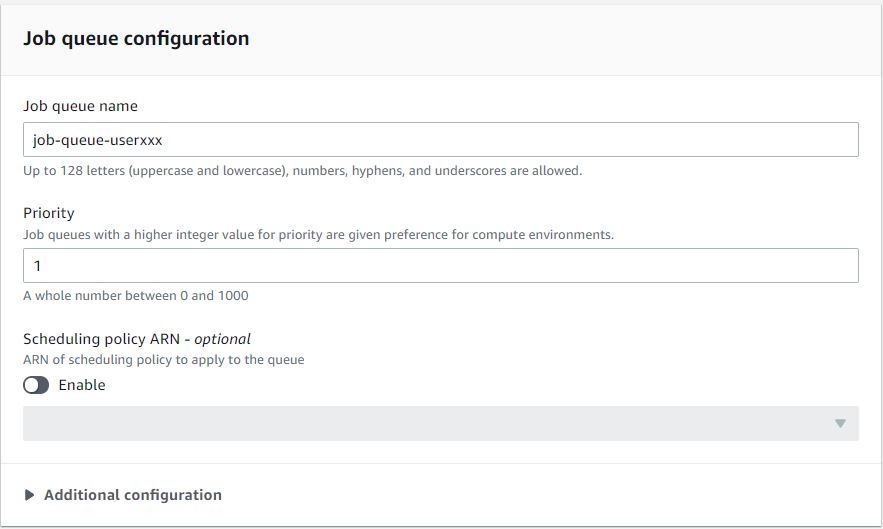 Job queue configuration
Job queue name
job-queue-userxxx
Up to 128 letters (uppercase and lowercase), numbers, hyphens, and underscores are allowed.
Priority
Job queues with a higher integer value for priority are given preference for compute environments.
1
A whole number between 0 and 1000
Scheduling policy ARN - optional
ARN of scheduling policy to apply to the queue
Enable
Additional configuration